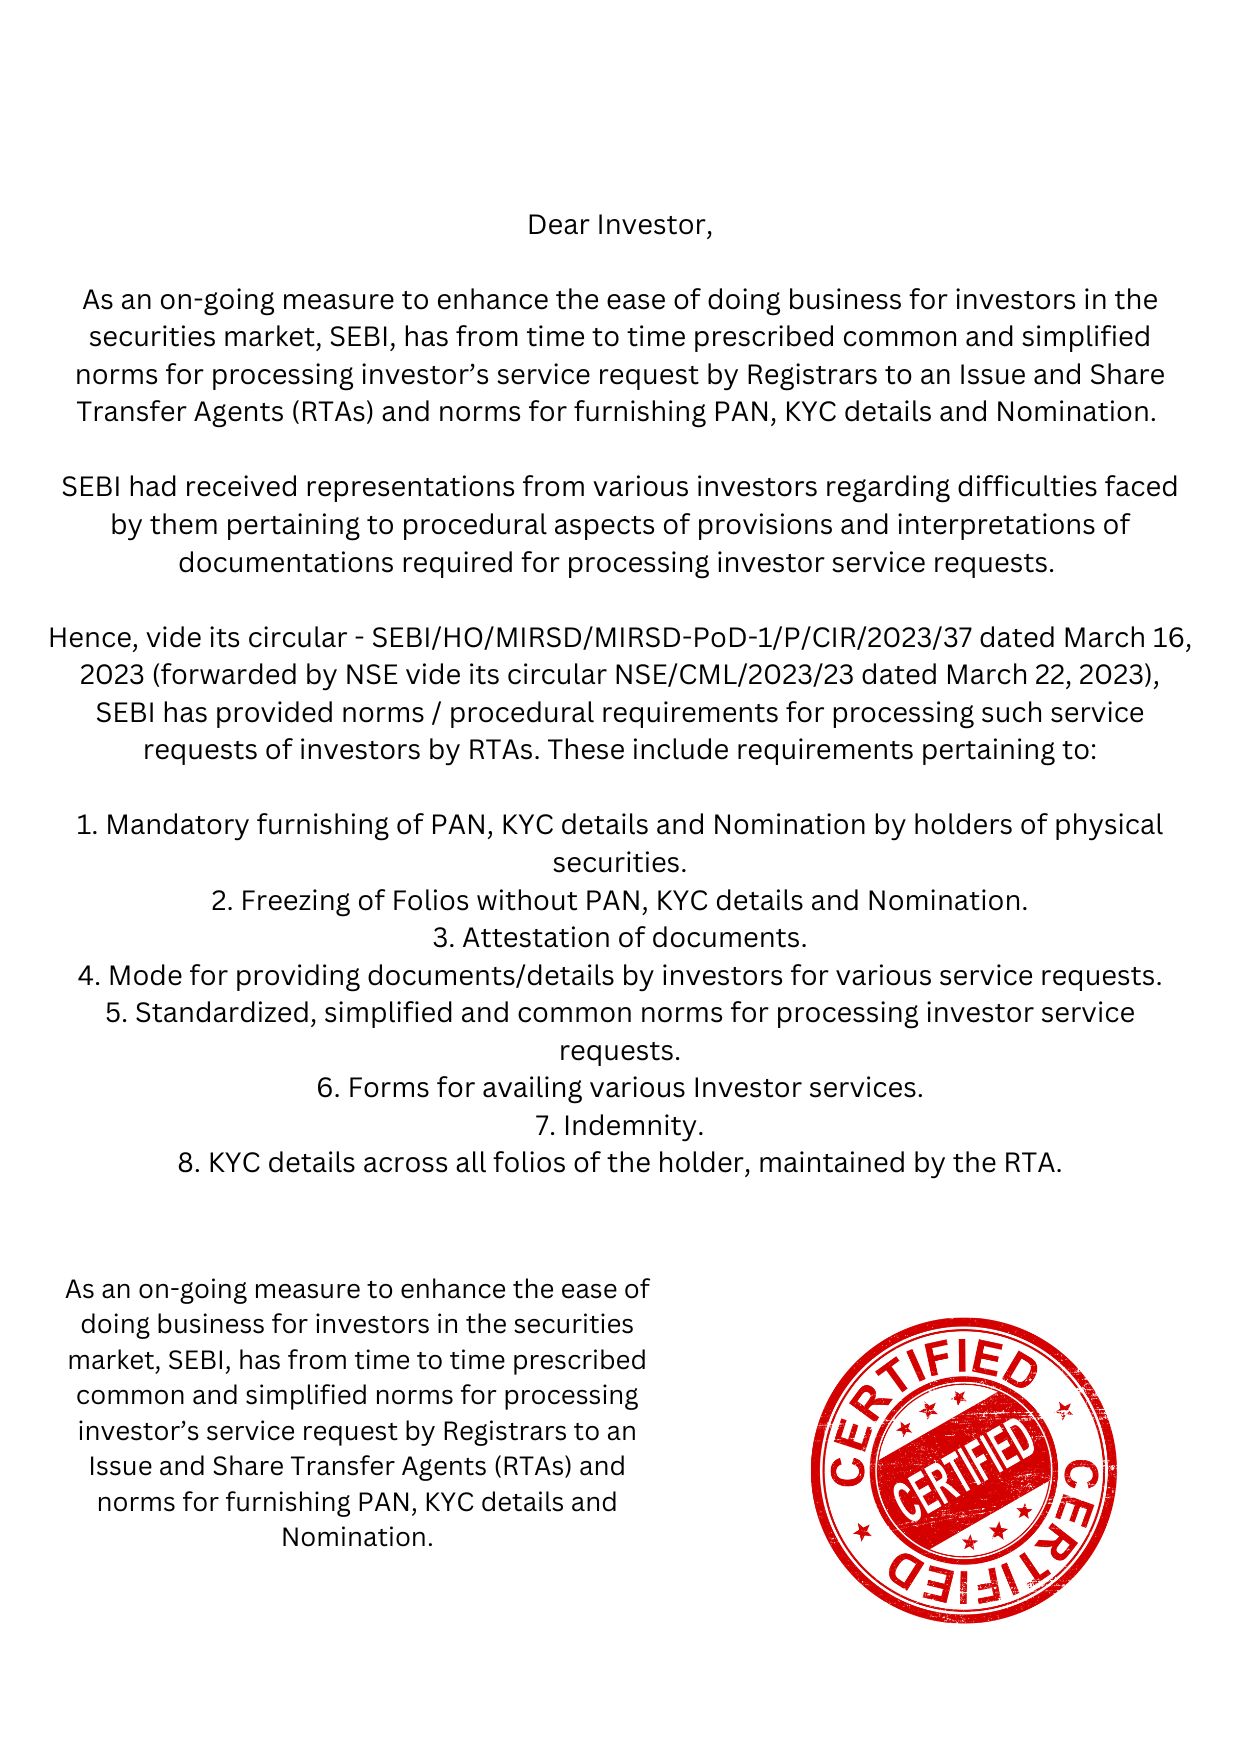 Dear Investor,
As an on-going measure to enhance the ease of doing business for investors in the
securities market, SEBI, has from time to time prescribed common and simplified
norms for processing investor’s service request by Registrars to an Issue and Share
Transfer Agents (RTAs) and norms for furnishing PAN, KYC details and Nomination.
SEBI had received representations from various investors regarding difficulties faced
by them pertaining to procedural aspects of provisions and interpretations of
documentations required for processing investor service requests.
Hence, vide its circular - SEBI/HO/MIRSD/MIRSD-PoD-1/P/CIR/2023/37 dated March 16,
2023 (forwarded by NSE vide its circular NSE/CML/2023/23 dated March 22, 2023),
SEBI has provided norms / procedural requirements for processing such service
requests of investors by RTAs. These include requirements pertaining to:
1. Mandatory furnishing of PAN, KYC details and Nomination by holders of physical
securities.
2. Freezing of Folios without PAN, KYC details and Nomination.
3. Attestation of documents.
4. Mode for providing documents/details by investors for various service requests.
5. Standardized, simplified and common norms for processing investor service
requests.
6. Forms for availing various Investor services.
7. Indemnity.
8. KYC details across all folios of the holder, maintained by the RTA.
As an on-going measure to enhance the ease of
doing business for investors in the securities
market, SEBI, has from time to time prescribed
common and simplified norms for processing
investor’s service request by Registrars to an
Issue and Share Transfer Agents (RTAs) and
norms for furnishing PAN, KYC details and
Nomination.
CERTIFIED
CERTIFIED
CERTIFIED